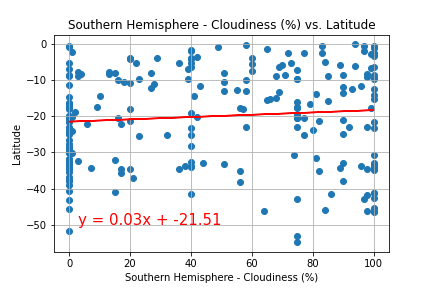 Southern Hemisphere - Cloudiness (%) vs. Latitude
0
−10
−20
−30
−40
−50
Latitude
y = 0.03x + -21.51
0 20 40 60 80 100
Southern Hemisphere - Cloudiness (%)